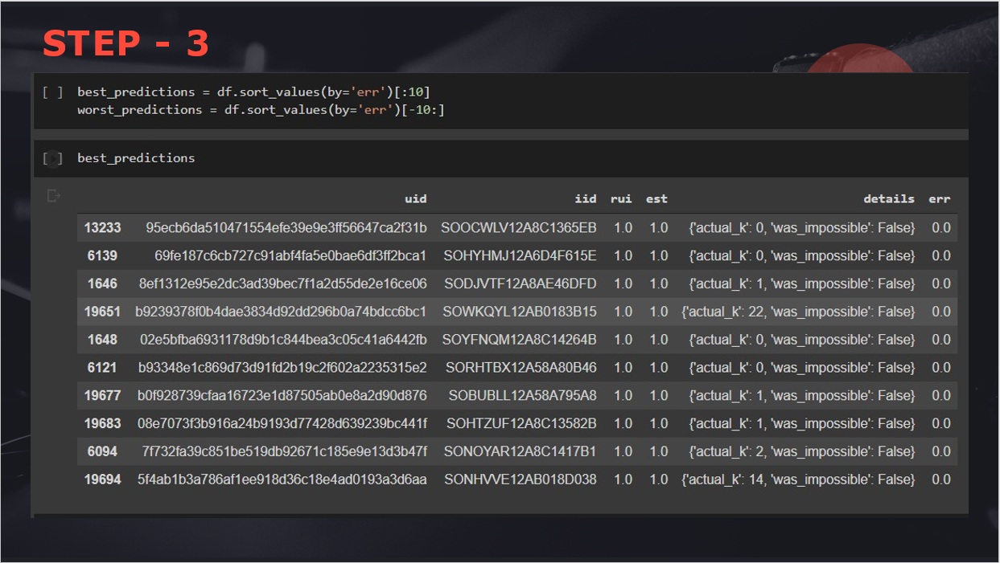 STEP - 3
[ ] best_predictions = df.sort_values(by='err')[:10]
worst_predictions = df.sort_values(by='err')[-10:]
[ ] best_predictions
uid iid rui est details err
13233 95ecb6da510471554efe39e9e3ff56647ca2f31b SOOCWLV12A8C1365EB 1.0 1.0 {'actual_k': 0, 'was_impossible': False} 0.0
6139 69fe187c6cb727c91abf4fa5e0bae6df3ff2bca1 SOHYHMJ12A6D4F615E 1.0 1.0 {'actual_k': 0, 'was_impossible': False} 0.0
1646 8ef1312e95e2dc3ad39bec7f1a2d55de2e16ce06 SODJVTF12A8AE46DFD 1.0 1.0 {'actual_k': 1, 'was_impossible': False} 0.0
19651 b9239378f0b4dae3834d92dd296b0a74bdcc6bc1 SOWKQYL12AB0183B15 1.0 1.0 {'actual_k': 22, 'was_impossible': False} 0.0
1648 02e5bfba6931178d9b1c844bea3c05c41a6442fb SOYFNQM12A8C14264B 1.0 1.0 {'actual_k': 0, 'was_impossible': False} 0.0
6121 b93348e1c869d73d91fd2b19c2f602a2235315e2 SORHTBX12A58A80B46 1.0 1.0 {'actual_k': 0, 'was_impossible': False} 0.0
19677 b0f928739cfaa16723e1d87505ab0e8a2d90d876 SOBUBLL12A58A795A8 1.0 1.0 {'actual_k': 1, 'was_impossible': False} 0.0
19683 08e7073f3b916a24b9193d77428d639239bc441f SOHTZUF12A8C13582B 1.0 1.0 {'actual_k': 1, 'was_impossible': False} 0.0
6094 7f732fa39c851be519db92671c185e9e13d3b47f SONOYAR12A8C1417B1 1.0 1.0 {'actual_k': 2, 'was_impossible': False} 0.0
19694 5f4ab1b3a786af1ee918d36c18e4ad0193a3d6aa SONHVVE12AB018D038 1.0 1.0 {'actual_k': 14, 'was_impossible': False} 0.0